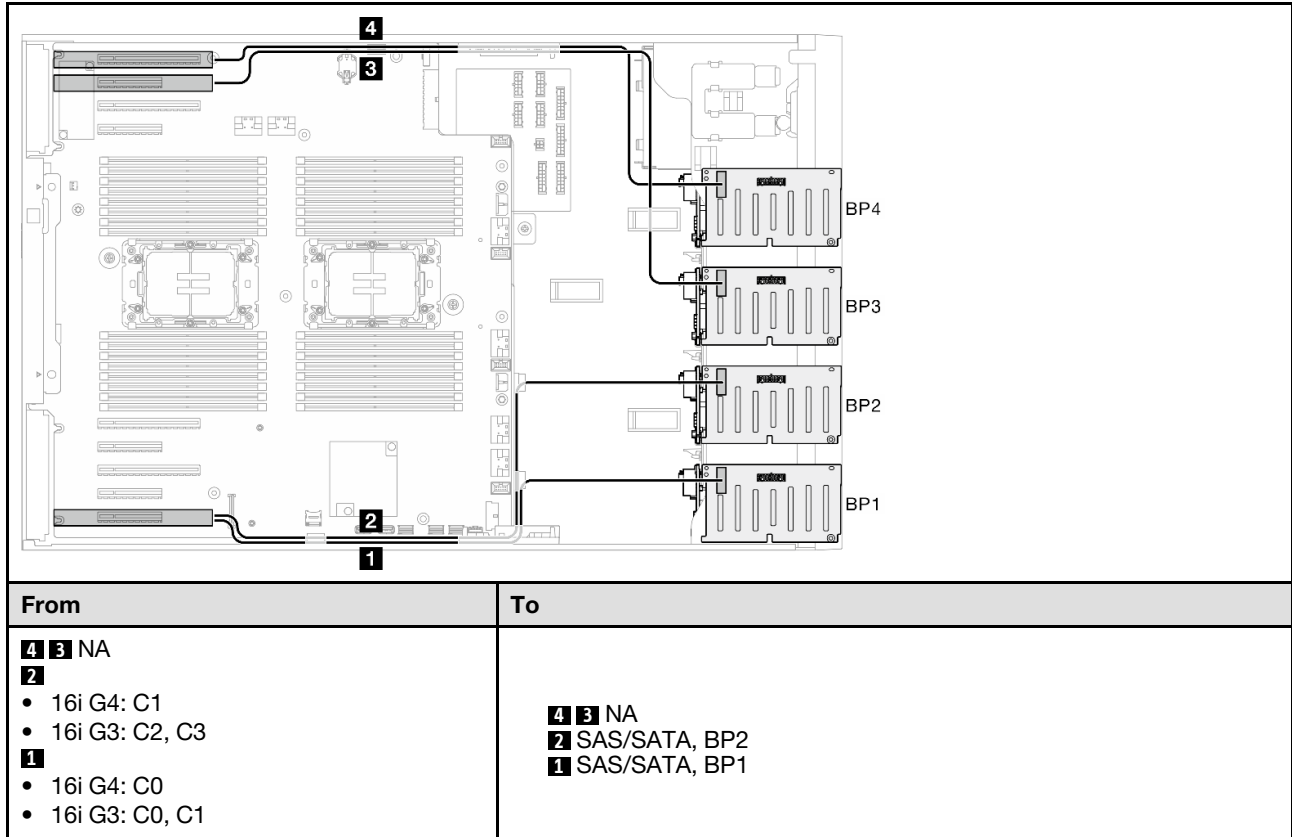 4
3
BP4
BP3
BP2
BP1
2
1
From
To
4 3 NA
2
• 16i G4: C1
• 16i G3: C2, C3
1
• 16i G4: C0
• 16i G3: C0, C1
4 3 NA
2 SAS/SATA, BP2
1 SAS/SATA, BP1